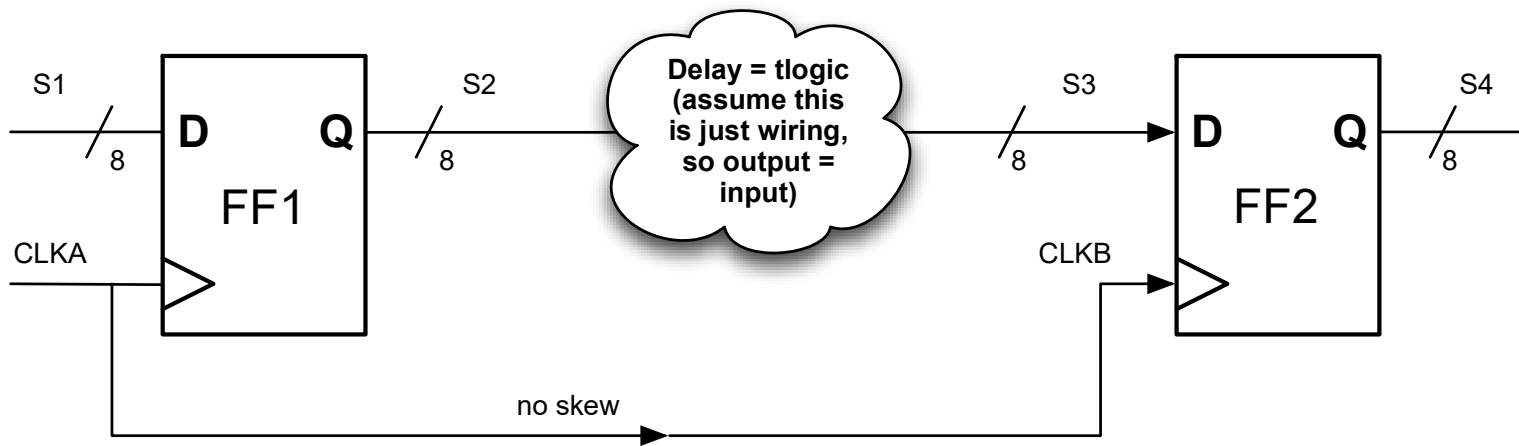 S1
8
D
Q
FF1
CLKA
S2
8
Delay = tlogic
(assume this
is just wiring,
so output =
input)
S3
8
D
Q
FF2
CLKB
S4
8
no skew